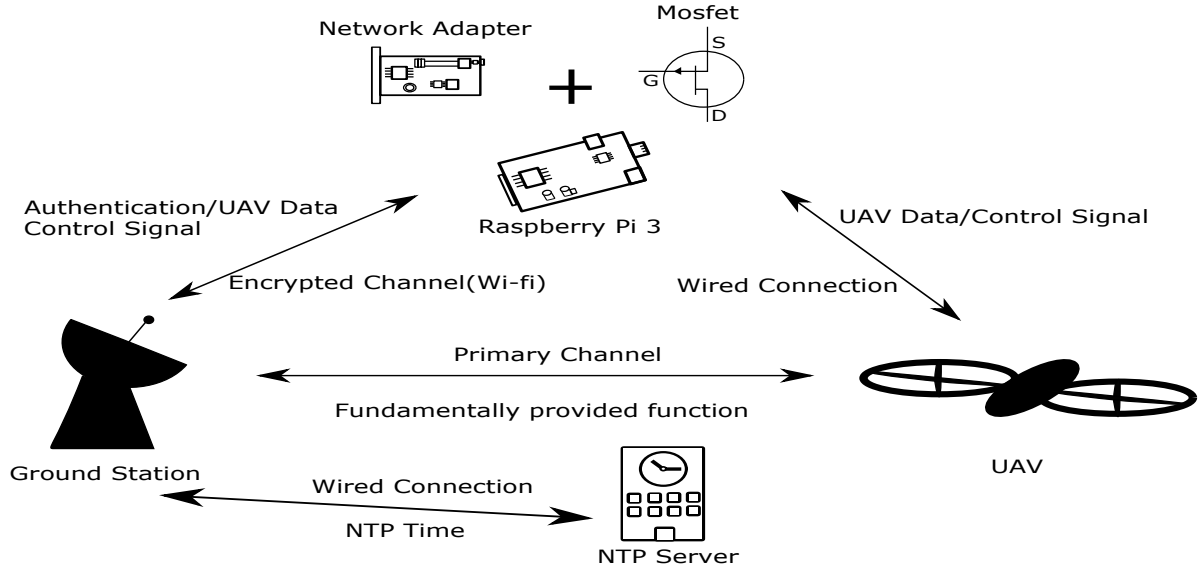 Network Adapter
Mosfet
S
G
D
Raspberry Pi 3
Authentication/UAV Data
Control Signal
Encrypted Channel(Wi-fi)
UAV Data/Control Signal
Wired Connection
Primary Channel
Fundamentally provided function
Ground Station
UAV
Wired Connection
NTP Time
NTP Server